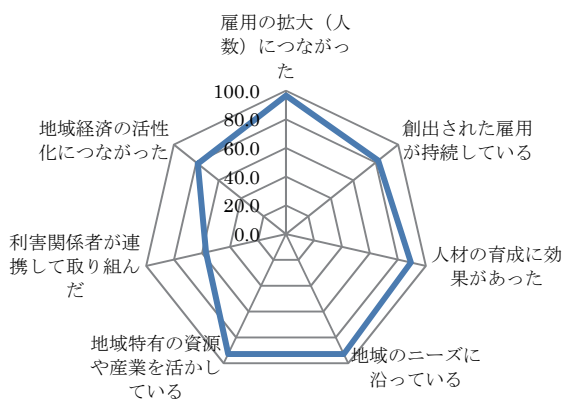 雇用の拡大（人
数）につながっ
た
100.0
80.0
60.0
40.0
20.0
0.0
創出された雇用
が持続している
人材の育成に効
果があった
地域のニーズに
沿っている
地域特有の資源
や産業を活かし
ている
利害関係者が連
携して取り組ん
だ
地域経済の活性
化につながった